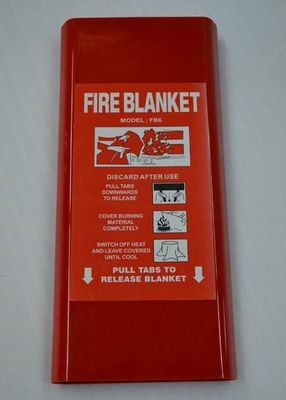 FIRE BLANKET
MODEL : FB6
DISCARD AFTER USE
PULL TABS
DOWNWARDS
TO RELEASE
COVER BURNING
MATERIAL
COMPLETELY
SWITCH OFF HEAT
AND LEAVE COVERED
UNTIL COOL
PULL TABS TO
RELEASE BLANKET